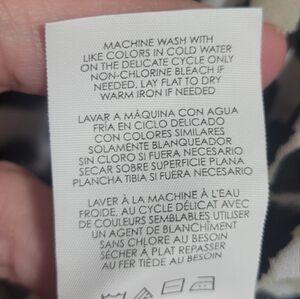 MACHINE WASH WITH
LIKE COLORS IN COLD WATER
ON THE DELICATE CYCLE ONLY
NON-CHLORINE BLEACH IF
NEEDED, LAY FLAT TO DRY
WARM IRON IF NEEDED
LAVAR A MÁQUINA CON AGUA
FRÍA EN CICLO DELICADO
CON COLORES SIMILARES
SOLAMENTE BLANQUEADOR
SIN CLORO SI FUERA NECESARIO
SECAR SOBRE SUPERFICIE PLANA
PLANCHA TIBIA SI FUERA NECESARIO
LAVER À LA MACHINE À L'EAU
FROIDE, AU CYCLE DÉLICAT AVEC
DE COULEURS SEMBLABLES UTILISER
UN AGENT DE BLANCHÎMENT
SANS CHLORE AU BESOIN
SÉCHER À PLAT REPASSER
AU FER TIÈDE AU BESOIN